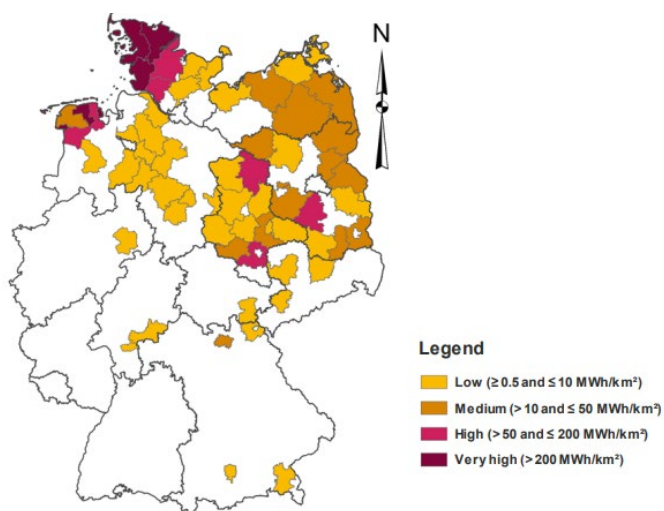 N
Legend
Low (≥ 0.5 and ≤ 10 MWh/km²)
Medium (> 10 and ≤ 50 MWh/km²)
High (> 50 and ≤ 200 MWh/km²)
Very high (> 200 MWh/km²)